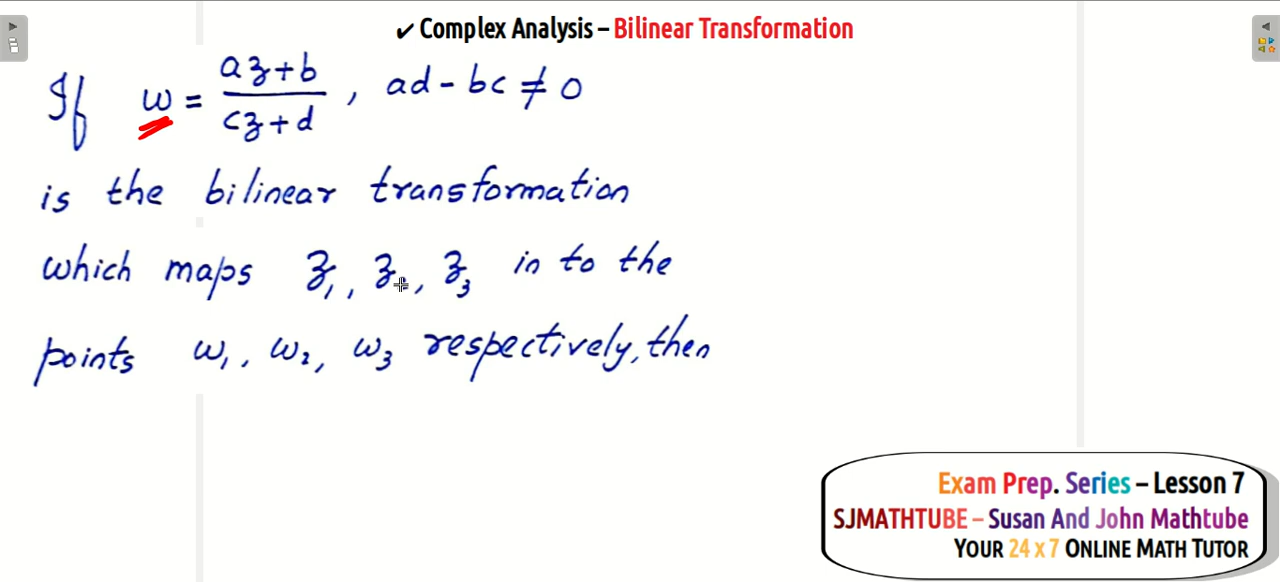 ✔ Complex Analysis – Bilinear Transformation
If w = az+b / cz+d , ad - bc ≠ 0
is the bilinear transformation
which maps z₁, z₂, z₃ in to the
points w₁, w₂, w₃ respectively, then
Exam Prep. Series – Lesson 7
SJMATHTUBE – Susan And John Mathtube
YOUR 24 x 7 ONLINE MATH TUTOR